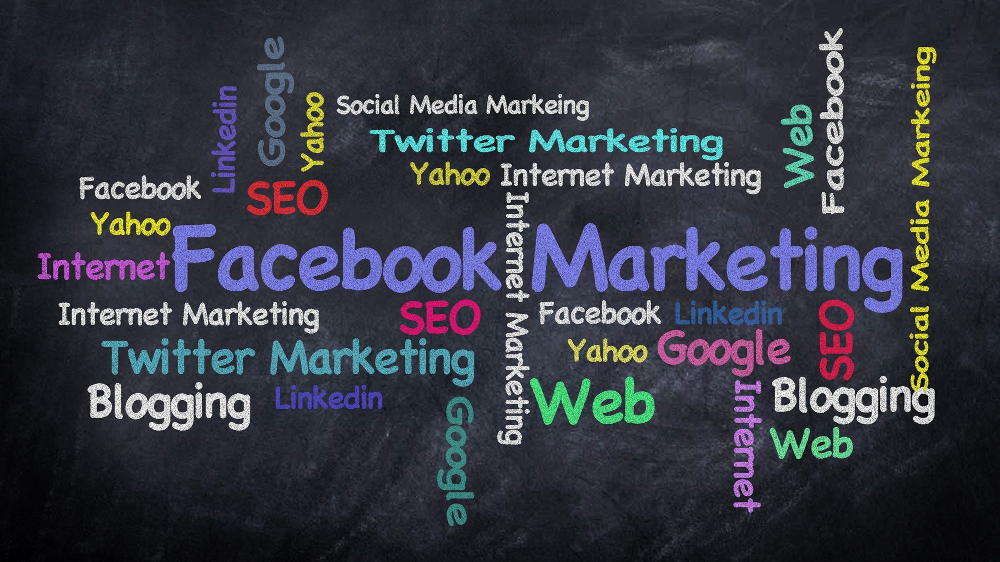 Google
Linkedin
Yahoo
Social Media Markeing
Twitter Marketing
Yahoo
Internet Marketing
Web
Facebook
Social Media Markeing
Facebook
SEO
Yahoo
Facebook Marketing
Internet
Internet Marketing
Internet Marketing
SEO
Facebook
Linkedin
SEO
Twitter Marketing
Yahoo
Google
Blogging
Linkedin
Google
Web
Internet
Blogging
Web